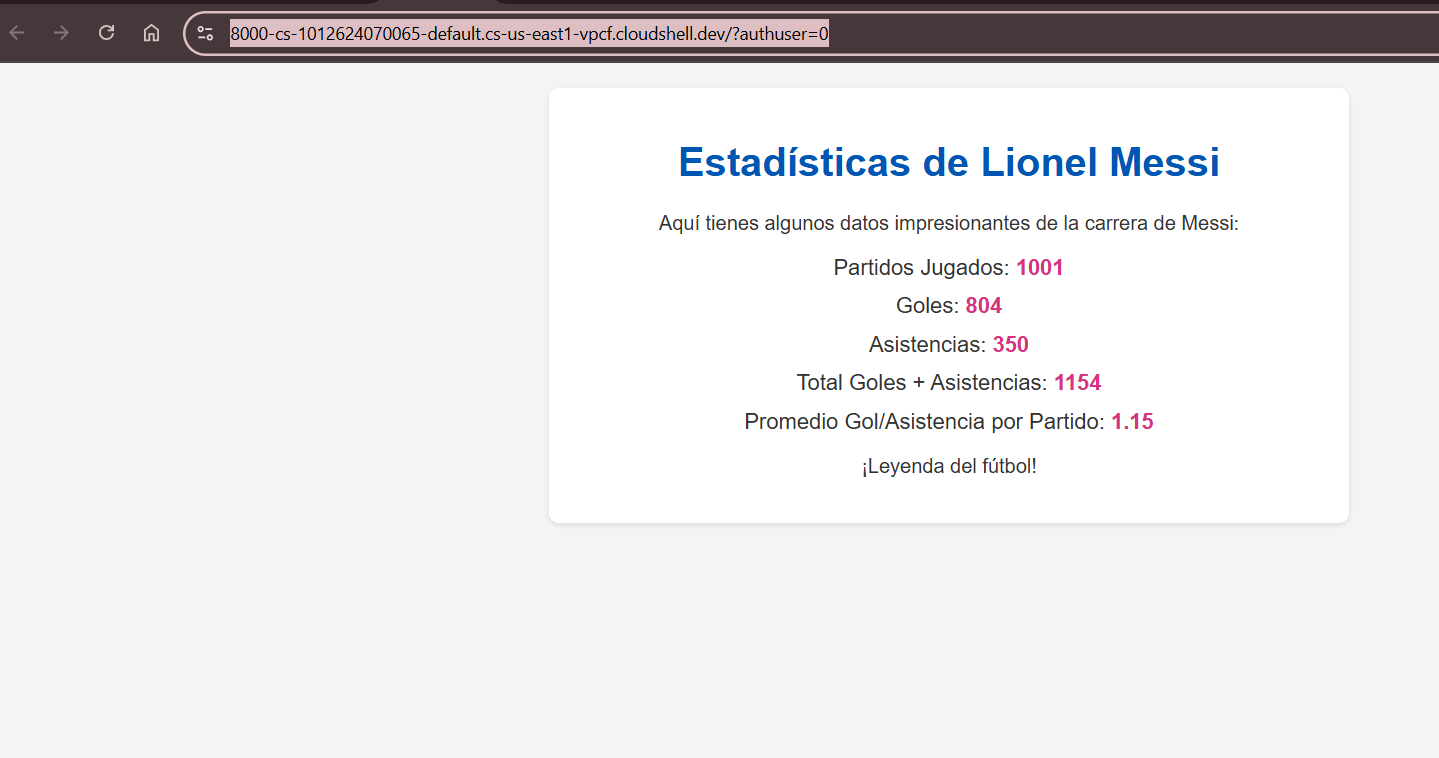 8000-cs-1012624070065-default.cs-us-east1-vpcf.cloudshell.dev/?authuser=0
Estadísticas de Lionel Messi
Aquí tienes algunos datos impresionantes de la carrera de Messi:
Partidos Jugados: 1001
Goles: 804
Asistencias: 350
Total Goles + Asistencias: 1154
Promedio Gol/Asistencia por Partido: 1.15
¡Leyenda del fútbol!